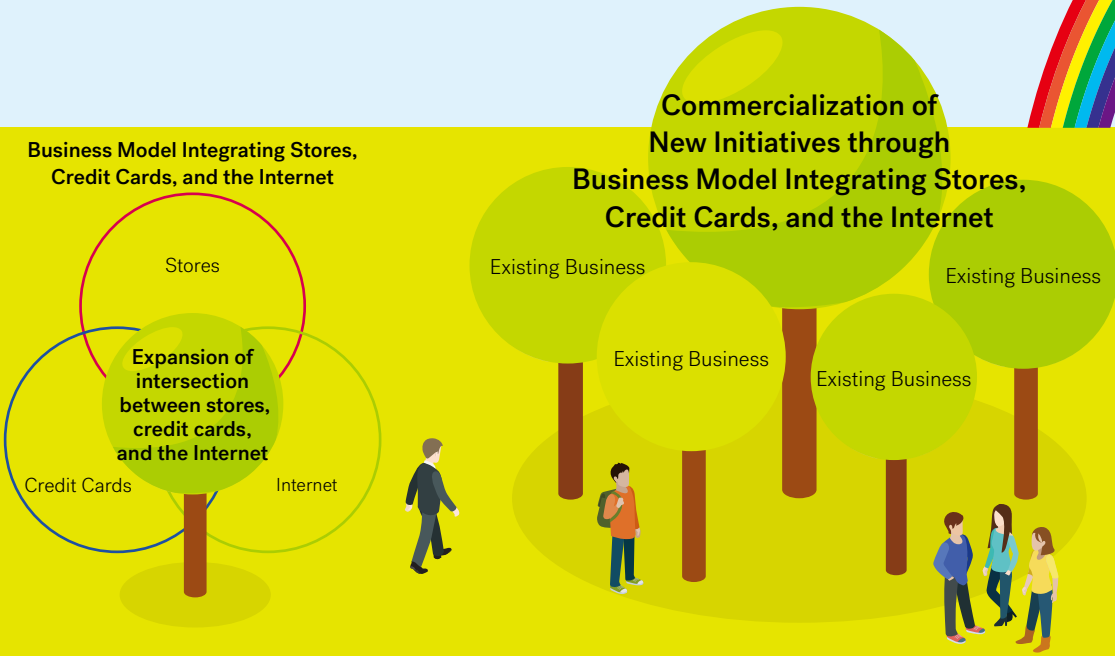 Business Model Integrating Stores,
Credit Cards, and the Internet
Stores
Expansion of
intersection
between stores,
credit cards,
and the Internet
Credit Cards
Internet
Commercialization of
New Initiatives through
Business Model Integrating Stores,
Credit Cards, and the Internet
Existing Business
Existing Business
Existing Business
Existing Business